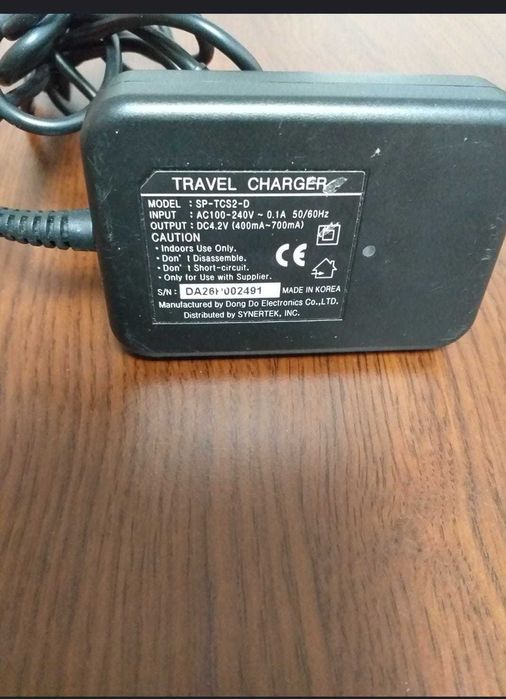 TRAVEL CHARGER
MODEL : SP-TCS2-D
INPUT : AC100-240V ~ 0.1A 50/60Hz
OUTPUT : DC4.2V (400mA~700mA)
CAUTION
· Indoors Use Only.
· Don't Disassemble.
· Don't Short-circuit.
· Only for Use with Supplier.
CE
S/N : MADE IN KOREA
Manufactured by Dong Do Electronics Co.,LTD.
Distributed by SYNERTEK, INC.